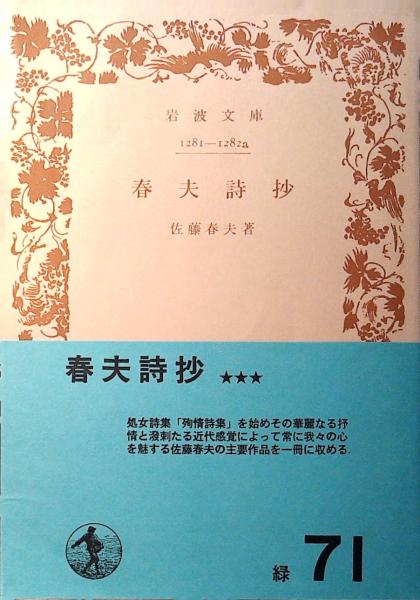 岩波文庫
1281—1282a
春夫詩抄
佐藤春夫著
春夫詩抄 ★★★
処女詩集「殉情詩集」を始めその華麗なる抒
情と潑刺たる近代感覚によって常に我々の心
を魅する佐藤春夫の主要作品を一冊に収める.
緑 71